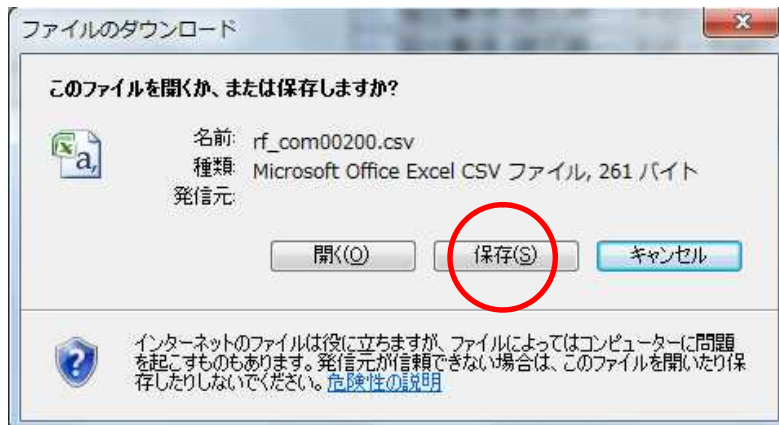 ファイルのダウンロード
このファイルを開くか、または保存しますか?
名前: rf_com00200.csv
種類: Microsoft Office Excel CSV ファイル, 261 バイト
発信元:
開く(O) 保存(S) キャンセル
インターネットのファイルは役に立ちますが、ファイルによってはコンピューターに問題
を起こすものもあります。発信元が信頼できない場合は、このファイルを開いたり保
存したりしないでください。危険性の説明